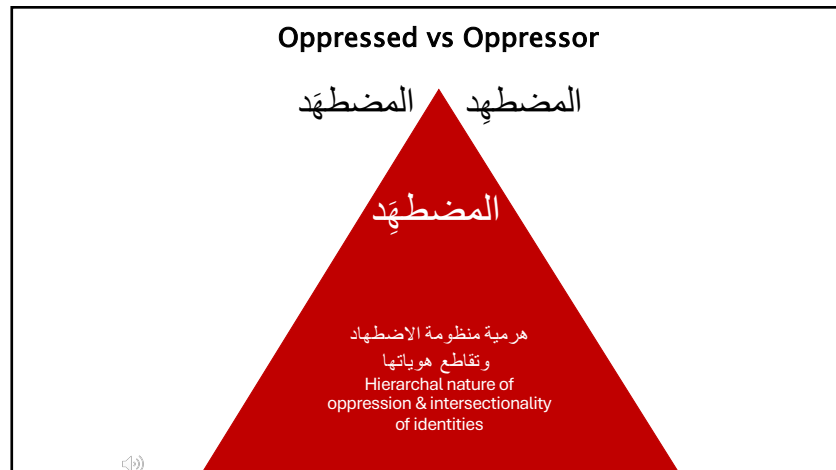 Oppressed vs Oppressor
المضطهِد المضطهَد
المضطهَِد
هرمية منظومة الاضطهاد
وتقاطع هوياتها
Hierarchal nature of
oppression & intersectionality
of identities